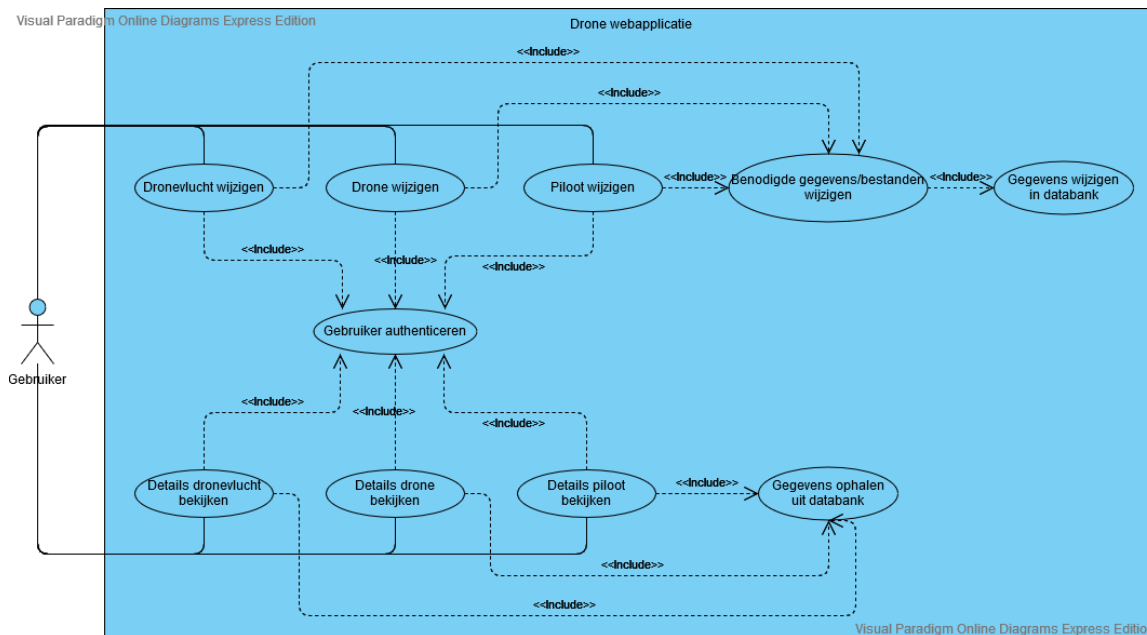 Visual Paradigm Online Diagrams Express Edition
Drone webapplicatie
<<Include>>
<<Include>>
Dronevlucht wijzigen
Drone wijzigen
Piloot wijzigen
<<Include>>
Benodigde gegevens/bestanden
wijzigen
<<Include>>
Gegevens wijzigen
in databank
<<Include>>
<<Include>>
<<Include>>
Gebruiker authenticeren
Gebruiker
<<Include>>
<<Include>>
<<Include>>
Details dronevlucht
bekijken
Details drone
bekijken
Details piloot
bekijken
<<Include>>
Gegevens ophalen
uit databank
<<Include>>
<<Include>>
Visual Paradigm Online Diagrams Express Edition